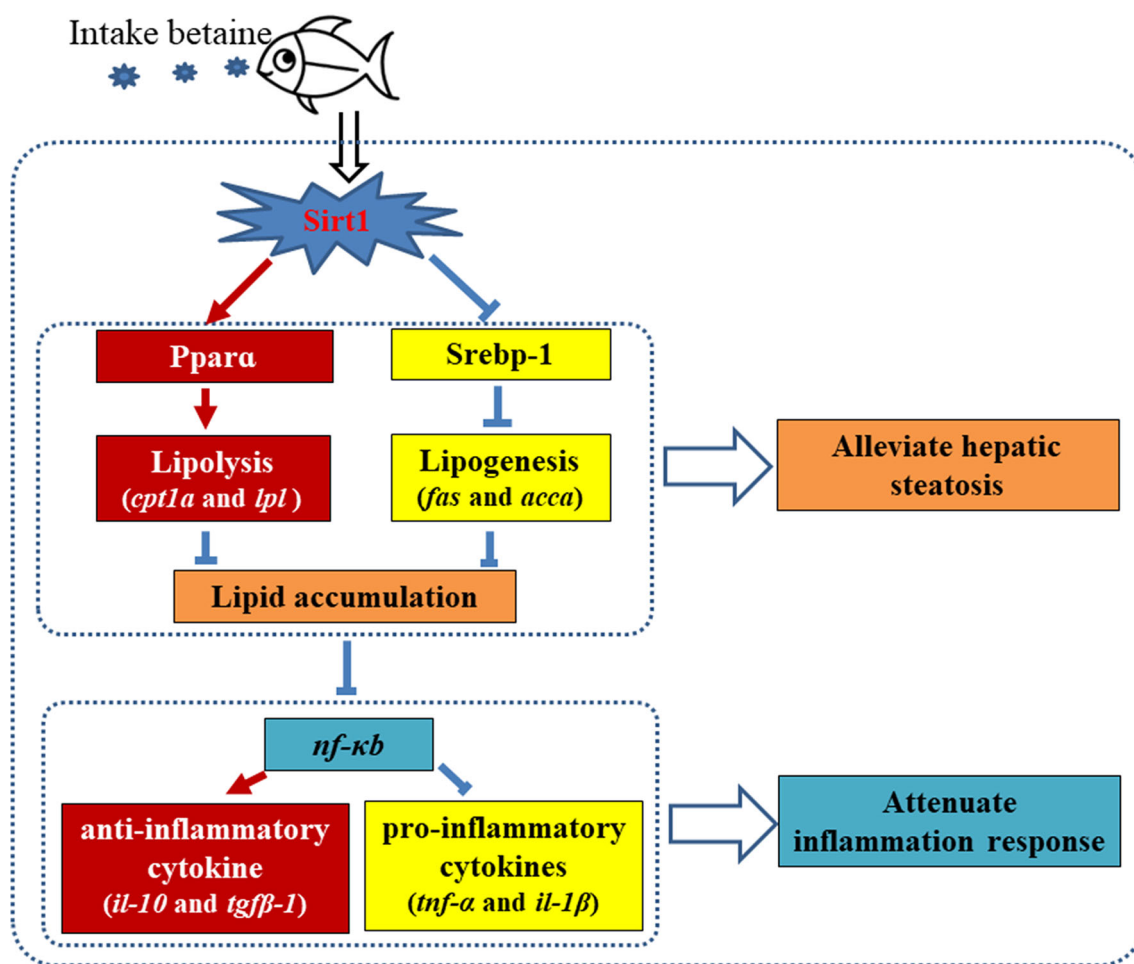 Intake betaine
Sirt1
Pparα
Srebp-1
Lipolysis
(cpt1a and lpl )
Lipogenesis
(fas and acca)
Alleviate hepatic
steatosis
Lipid accumulation
nf-κb
anti-inflammatory
cytokine
(il-10 and tgfβ-1)
pro-inflammatory
cytokines
(tnf-α and il-1β)
Attenuate
inflammation response